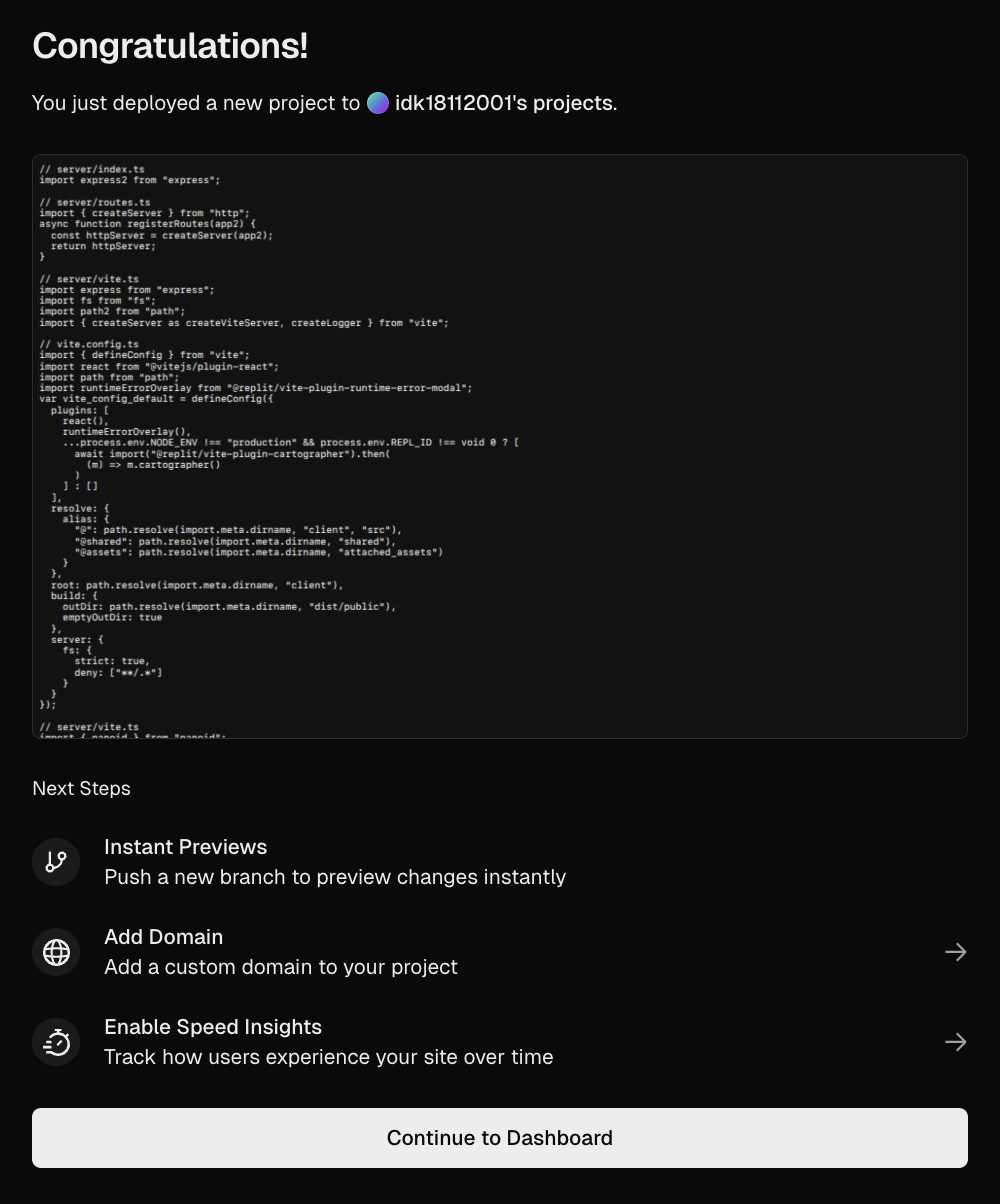 Congratulations!
You just deployed a new project to idk18112001's projects.
// server/index.ts
import express2 from "express";
// server/routes.ts
import { createServer } from "http";
async function registerRoutes(app2) {
  const httpServer = createServer(app2);
  return httpServer;
}
// server/vite.ts
import express from "express";
import fs from "fs";
import path2 from "path";
import { createServer as createViteServer, createLogger } from "vite";
// vite.config.ts
import { defineConfig } from "vite";
import react from "@vitejs/plugin-react";
import path from "path";
import runtimeErrorOverlay from "@replit/vite-plugin-runtime-error-modal";
var vite_config_default = defineConfig({
  plugins: [
    react(),
    runtimeErrorOverlay(),
    ...process.env.NODE_ENV !== "production" && process.env.REPL_ID !== void 0 ? [
      await import("@replit/vite-plugin-cartographer").then(
        (m) => m.cartographer()
      )
    ] : []
  ],
  resolve: {
    alias: {
      "@": path.resolve(import.meta.dirname, "client", "src"),
      "@shared": path.resolve(import.meta.dirname, "shared"),
      "@assets": path.resolve(import.meta.dirname, "attached_assets")
    }
  },
  root: path.resolve(import.meta.dirname, "client"),
  build: {
    outDir: path.resolve(import.meta.dirname, "dist/public"),
    emptyOutDir: true
  },
  server: {
    fs: {
      strict: true,
      deny: ["**/.*"]
    }
  }
});
// server/vite.ts
import { nanoid } from "nanoid";
Next Steps
Instant Previews
Push a new branch to preview changes instantly
Add Domain
Add a custom domain to your project
Enable Speed Insights
Track how users experience your site over time
Continue to Dashboard